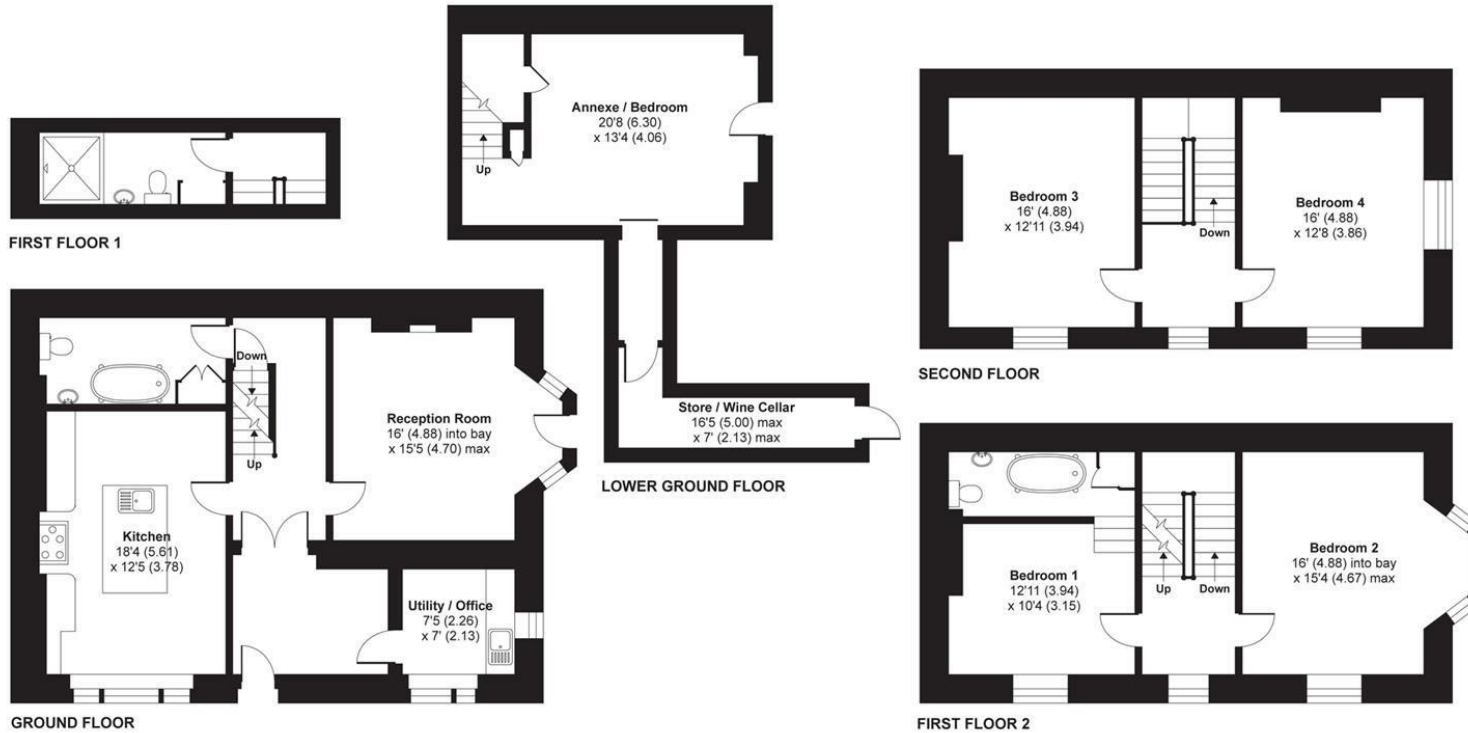 FIRST FLOOR 1
Annexe / Bedroom
20'8 (6.30)
x 13'4 (4.06)
Up
Store / Wine Cellar
16'5 (5.00) max
x 7' (2.13) max
LOWER GROUND FLOOR
Bedroom 3
16' (4.88)
x 12'11 (3.94)
Down
Bedroom 4
16' (4.88)
x 12'8 (3.86)
SECOND FLOOR
Down
Up
Reception Room
16' (4.88) into bay
x 15'5 (4.70) max
Kitchen
18'4 (5.61)
x 12'5 (3.78)
Utility / Office
7'5 (2.26)
x 7' (2.13)
GROUND FLOOR
Bedroom 1
12'11 (3.94)
x 10'4 (3.15)
Up
Down
Bedroom 2
16' (4.88) into bay
x 15'4 (4.67) max
FIRST FLOOR 2